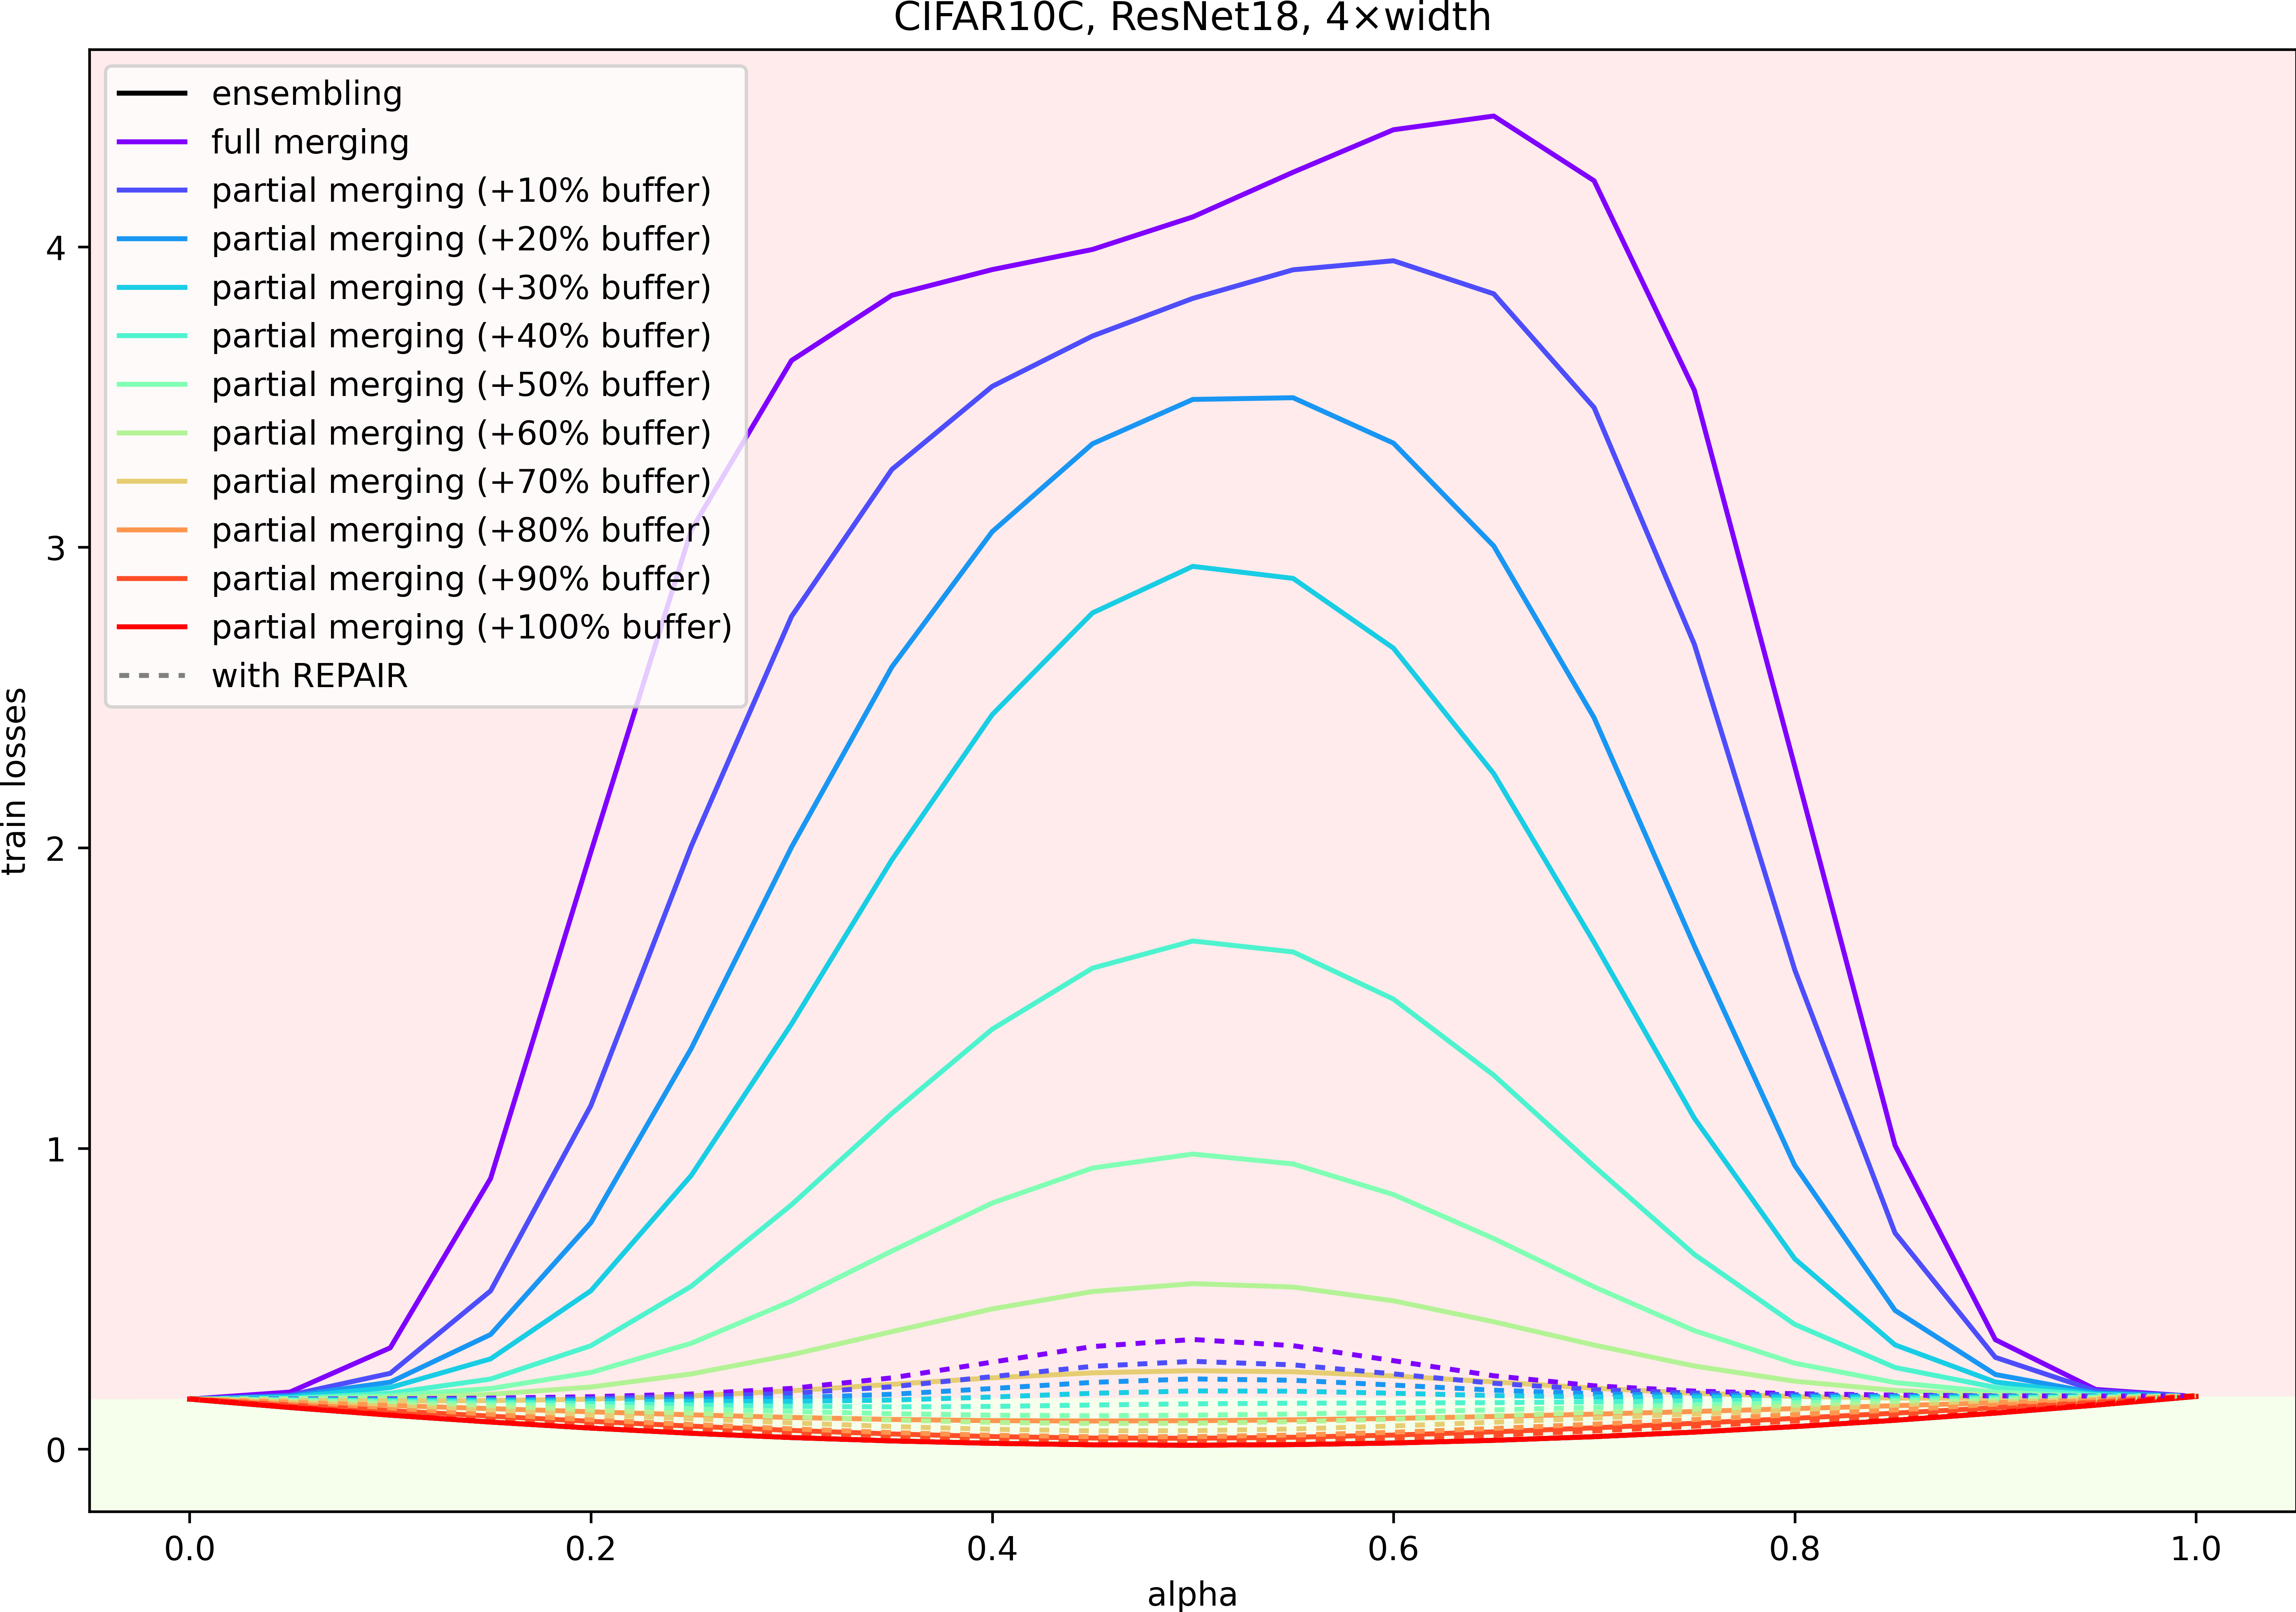 CIFAR10C, ResNet18, 4×width
ensembling
full merging
partial merging (+10% buffer)
partial merging (+20% buffer)
partial merging (+30% buffer)
partial merging (+40% buffer)
partial merging (+50% buffer)
partial merging (+60% buffer)
partial merging (+70% buffer)
partial merging (+80% buffer)
partial merging (+90% buffer)
partial merging (+100% buffer)
with REPAIR
train losses
4
3
2
1
0
0.0
0.2
0.4
0.6
0.8
1.0
alpha